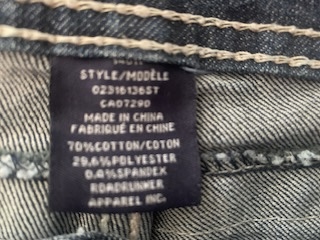 STYLE/MODÈLE
02316136ST
CA07290
MADE IN CHINA
FABRIQUÉ EN CHINE
70%COTTON/COTON
29.6%POLYESTER
0.4%SPANDEX
ROADRUNNER
APPAREL INC.